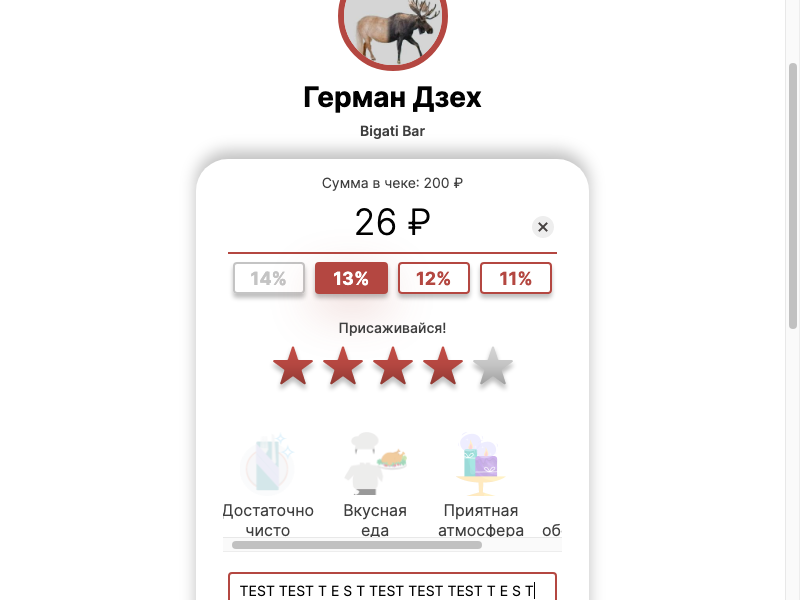 Герман Дзех
Bigati Bar
Сумма в чеке: 200 ₽
26 ₽
14% 13% 12% 11%
Присаживайся!
Достаточно чисто
Вкусная еда
Приятная атмосфера
об
TEST TEST T E S T TEST TEST TEST T E S T